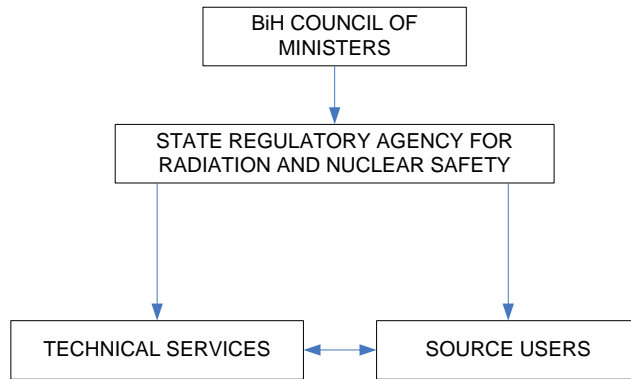 BiH COUNCIL OF
MINISTERS
STATE REGULATORY AGENCY FOR
RADIATION AND NUCLEAR SAFETY
TECHNICAL SERVICES
SOURCE USERS